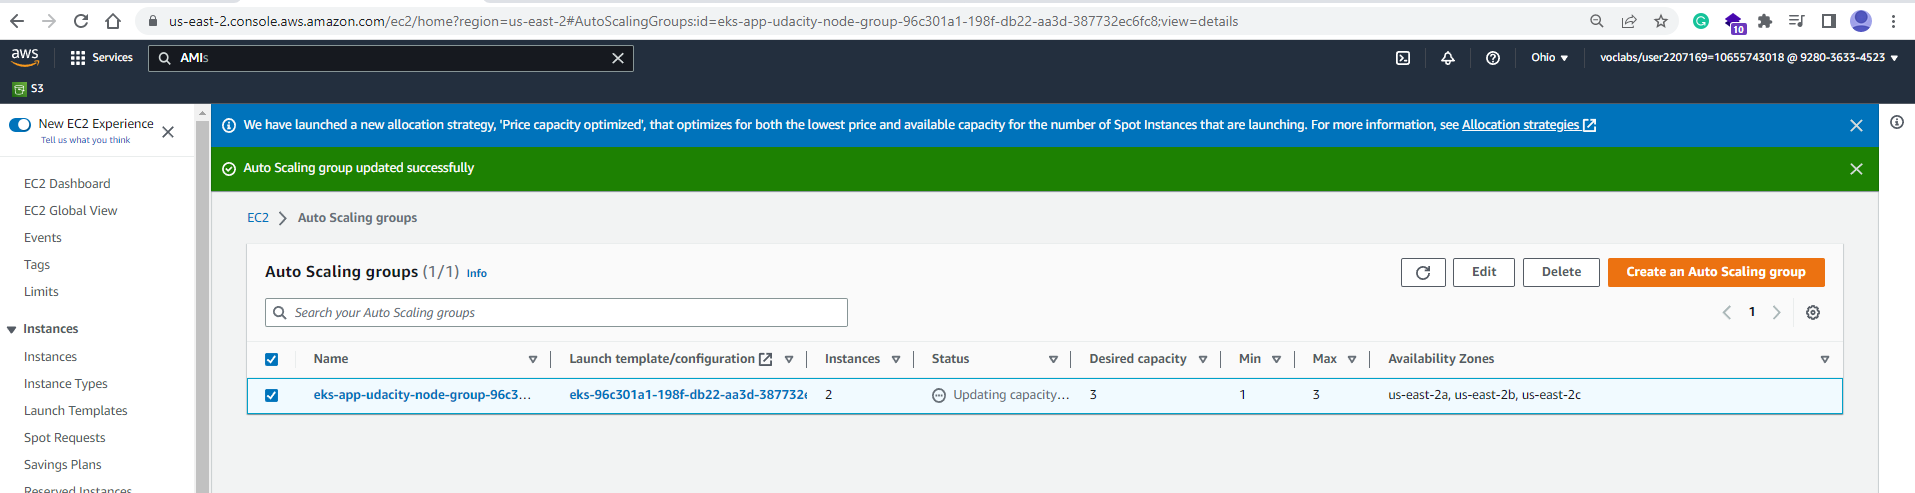 us-east-2.console.aws.amazon.com/ec2/home?region=us-east-2#AutoScalingGroups:id=eks-app-udacity-node-group-96c301a1-198f-db22-aa3d-387732ec6fc8;view=details
10
aws
Services
AMIs
Ohio
voclabs/user2207169=10655743018 @ 9280-3633-4523
S3
New EC2 Experience
Tell us what you think
We have launched a new allocation strategy, 'Price capacity optimized', that optimizes for both the lowest price and available capacity for the number of Spot Instances that are launching. For more information, see Allocation strategies
Auto Scaling group updated successfully
EC2 Dashboard
EC2 Global View
Events
Tags
Limits
Instances
Instances
Instance Types
Launch Templates
Spot Requests
Savings Plans
Reserved Instances
EC2 > Auto Scaling groups
Auto Scaling groups (1/1) Info
Edit
Delete
Create an Auto Scaling group
Search your Auto Scaling groups
1
Name Launch template/configuration Instances Status Desired capacity Min Max Availability Zones
eks-app-udacity-node-group-96c3... eks-96c301a1-198f-db22-aa3d-387732e 2 Updating capacity... 3 1 3 us-east-2a, us-east-2b, us-east-2c